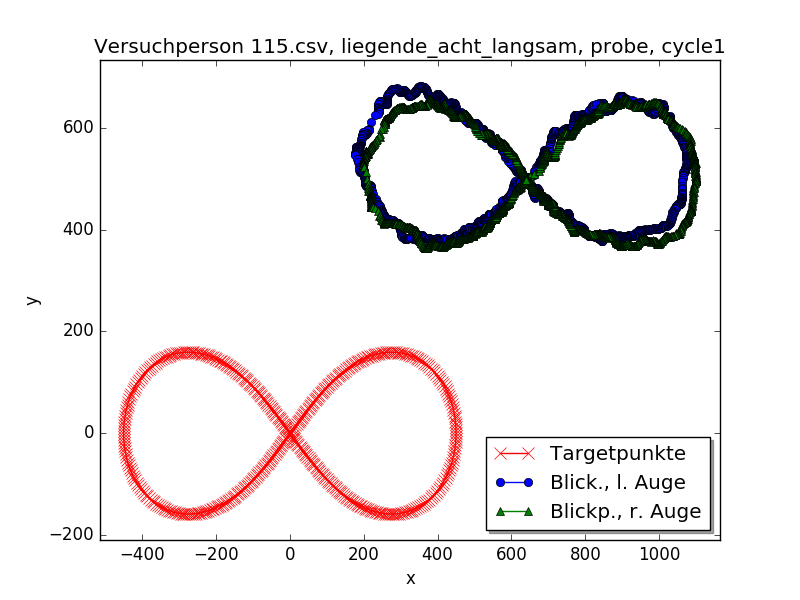 Versuchperson 115.csv, liegende_acht_langsam, probe, cycle1
600
400
200
0
−200
y
Targetpunkte
Blick., l. Auge
Blickp., r. Auge
−400 −200 0 200 400 600 800 1000
x